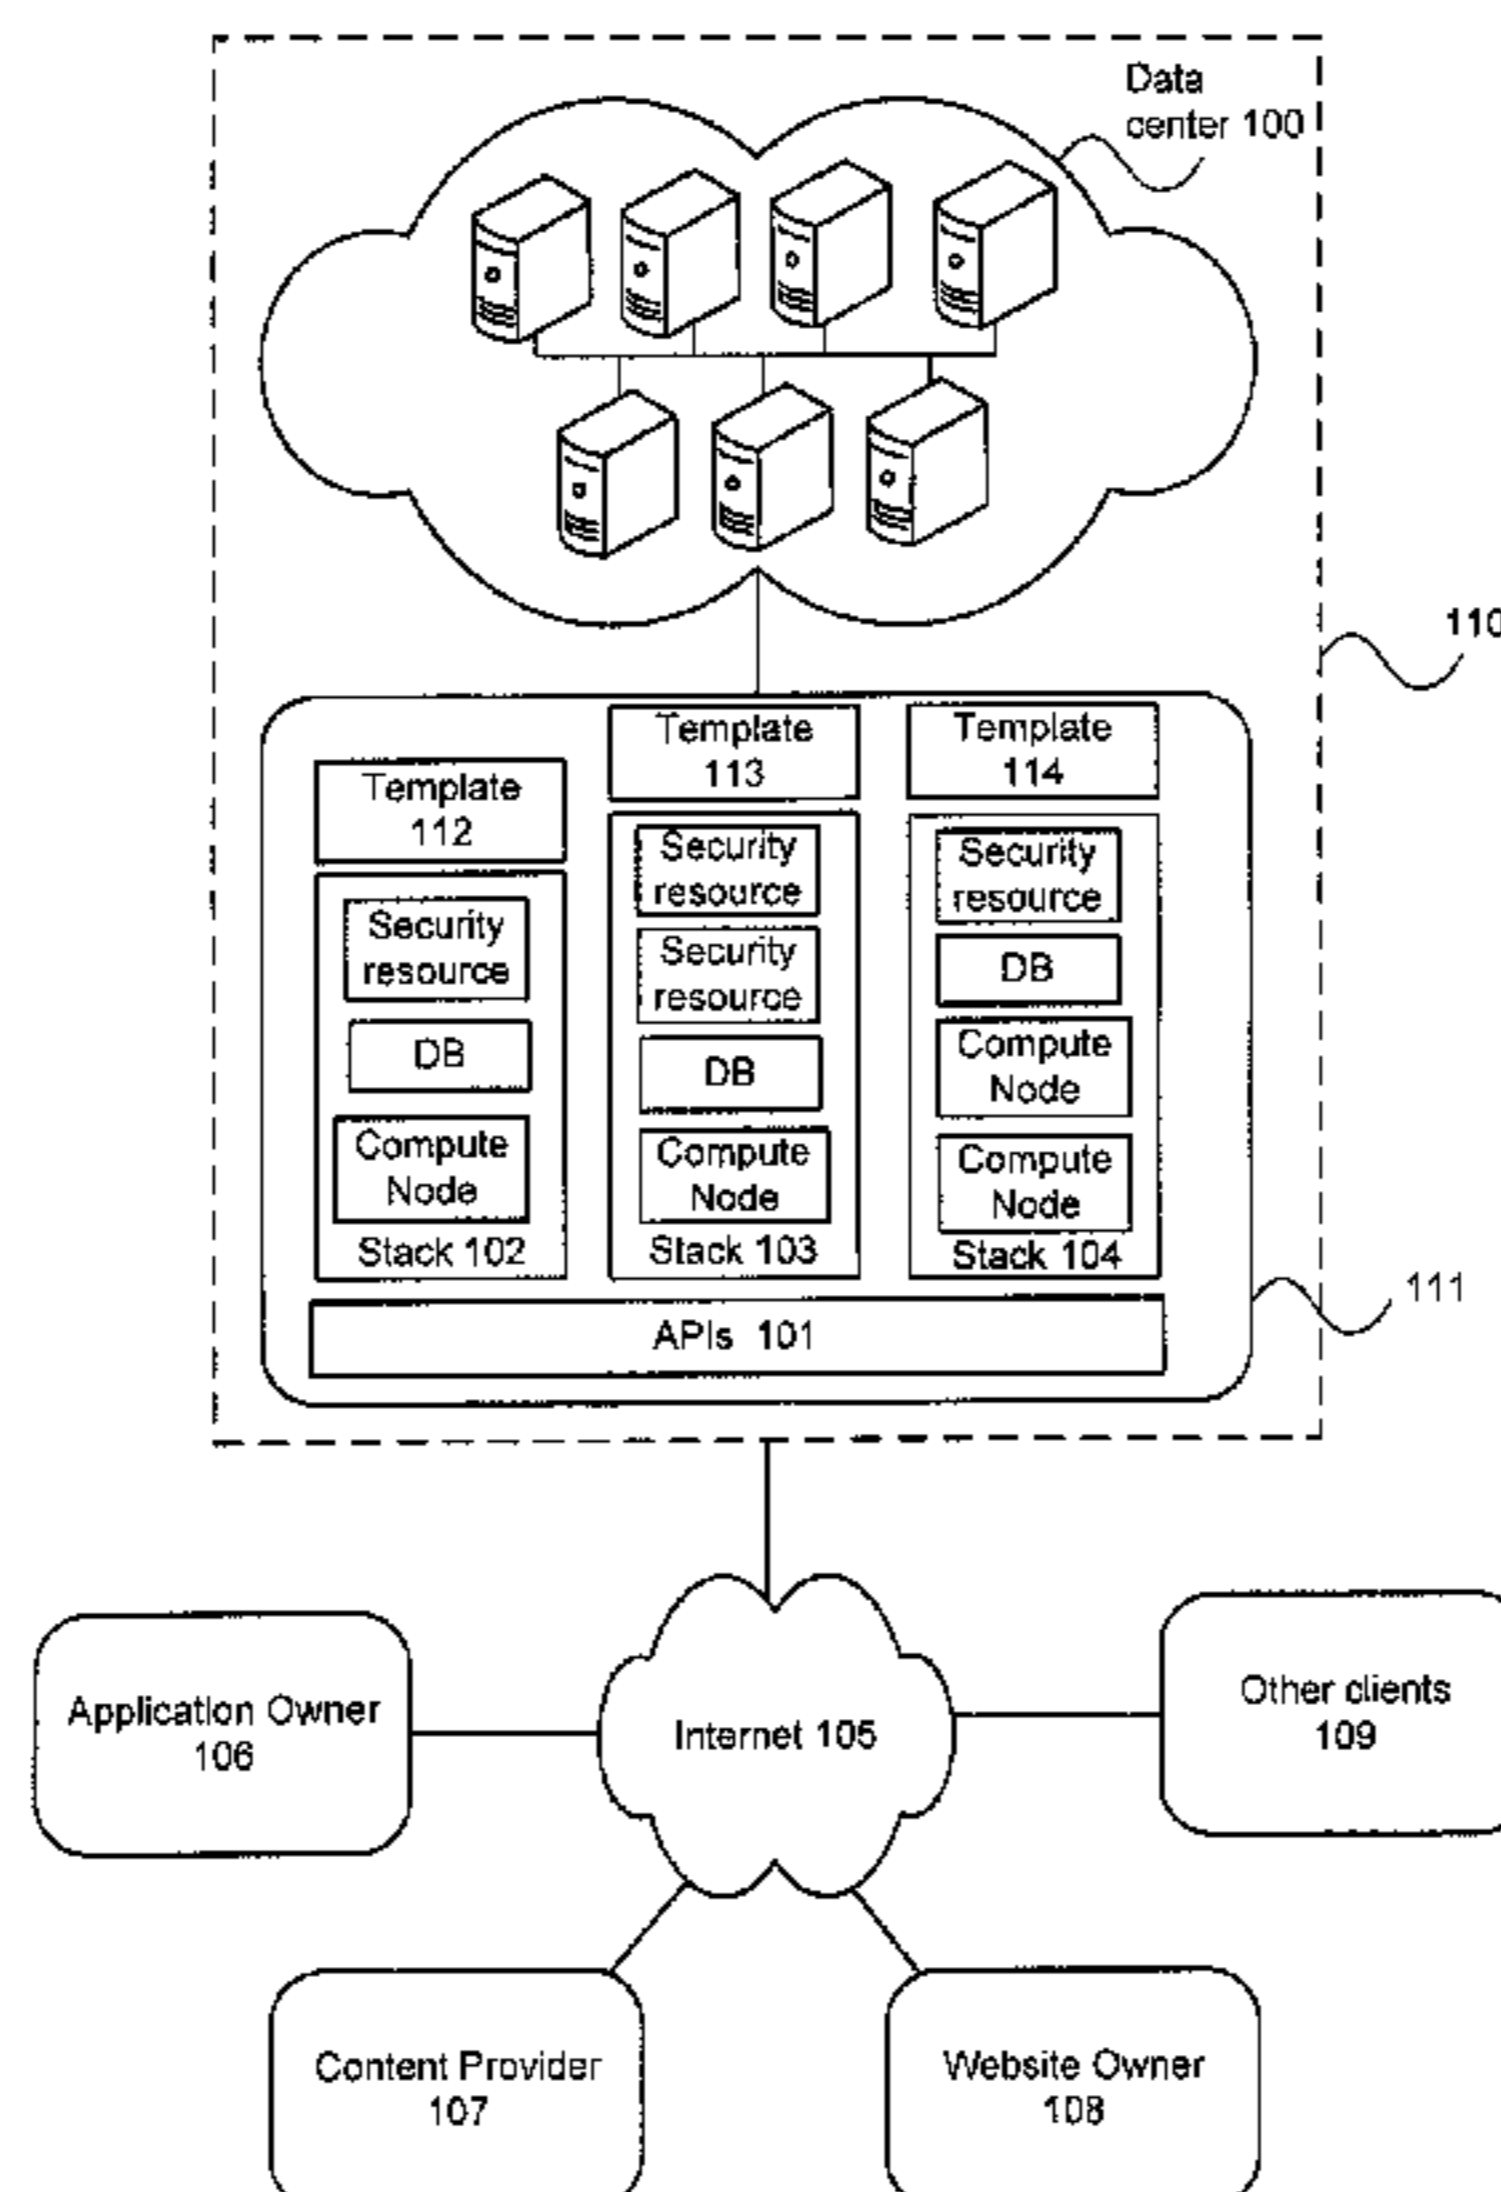 Data
center 100
110
Template
112
Security
resource
DB
Compute
Node
Stack 102
Template
113
Security
resource
Security
resource
DB
Compute
Node
Stack 103
Template
114
Security
resource
DB
Compute
Node
Compute
Node
Stack 104
111
APIs 101
Internet 105
Application Owner
106
Other clients
109
Content Provider
107
Website Owner
108